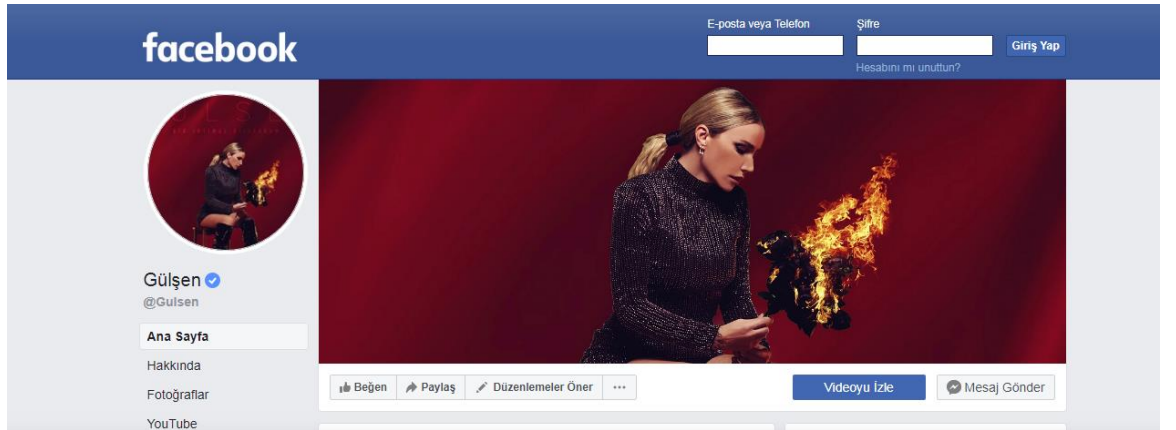 facebook
E-posta veya Telefon
Şifre
Giriş Yap
Hesabını mı unuttun?
Gülşen
@Gulsen
Ana Sayfa
Hakkında
Fotoğraflar
YouTube
Beğen
Paylaş
Düzenlemeler Öner
Videoyu İzle
Mesaj Gönder